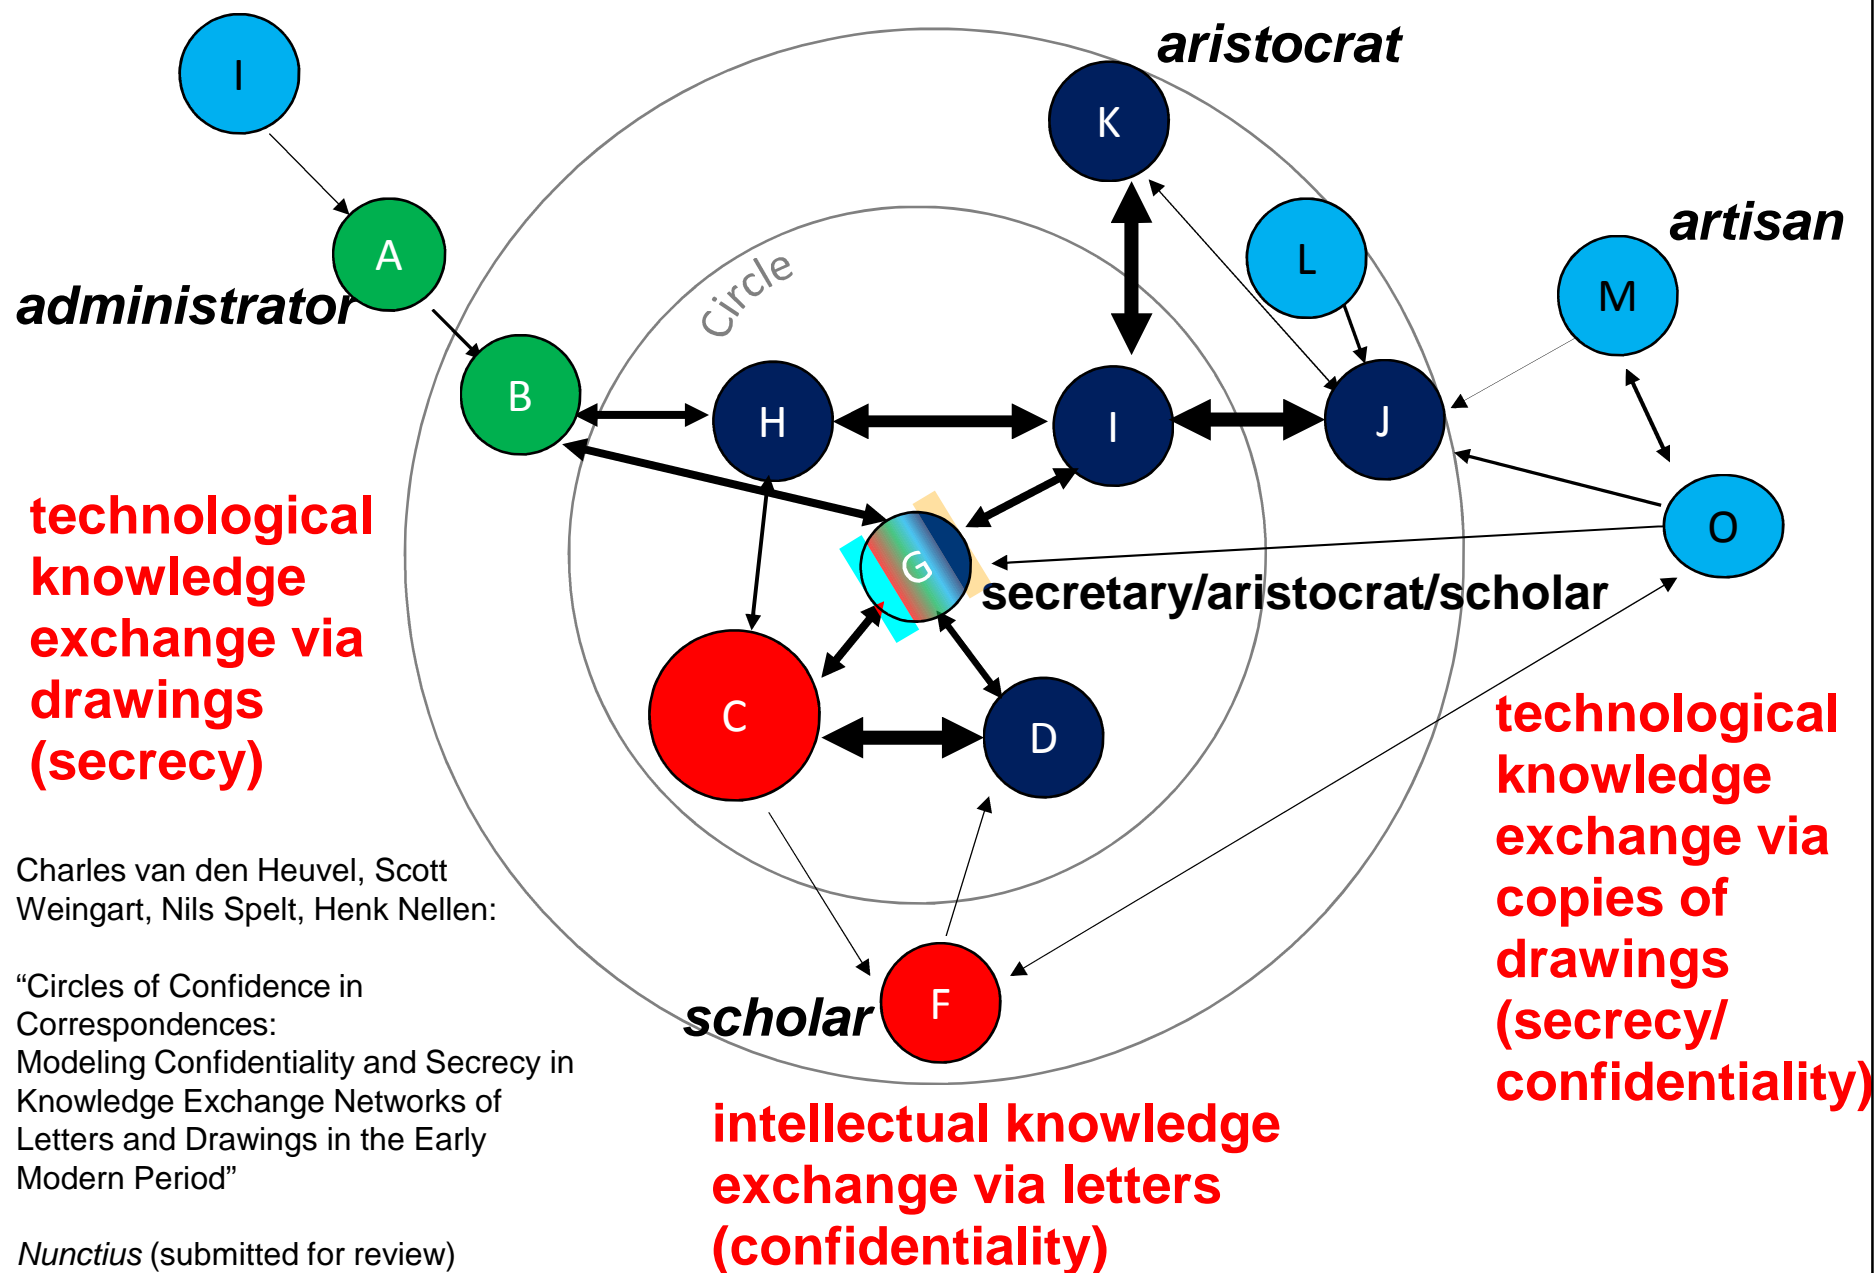 I
aristocrat
K
A
administrator
Circle
L
artisan
M
B
H
I
J
technological
knowledge
exchange via
drawings
(secrecy)
G
secretary/aristocrat/scholar
O
C
D
technological
knowledge
exchange via
copies of
drawings
(secrecy/
confidentiality)
Charles van den Heuvel, Scott
Weingart, Nils Spelt, Henk Nellen:
“Circles of Confidence in
Correspondences:
Modeling Confidentiality and Secrecy in
Knowledge Exchange Networks of
Letters and Drawings in the Early
Modern Period”
Nunctius (submitted for review)
scholar
F
intellectual knowledge
exchange via letters
(confidentiality)